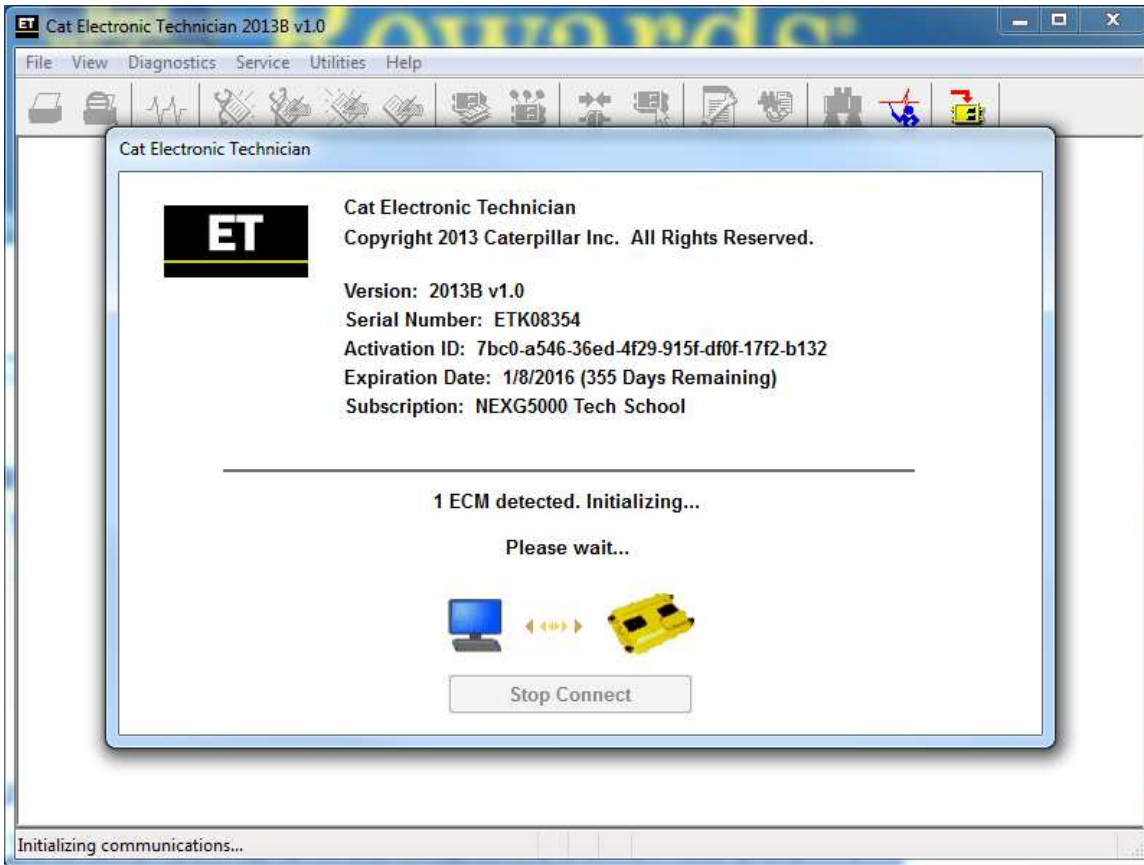 Rewards
ET Cat Electronic Technician 2013B v1.0
File View Diagnostics Service Utilities Help
Cat Electronic Technician
ET
Cat Electronic Technician
Copyright 2013 Caterpillar Inc. All Rights Reserved.
Version: 2013B v1.0
Serial Number: ETK08354
Activation ID: 7bc0-a546-36ed-4f29-915f-df0f-17f2-b132
Expiration Date: 1/8/2016 (355 Days Remaining)
Subscription: NEXG5000 Tech School
1 ECM detected. Initializing...
Please wait...
Stop Connect
Initializing communications...